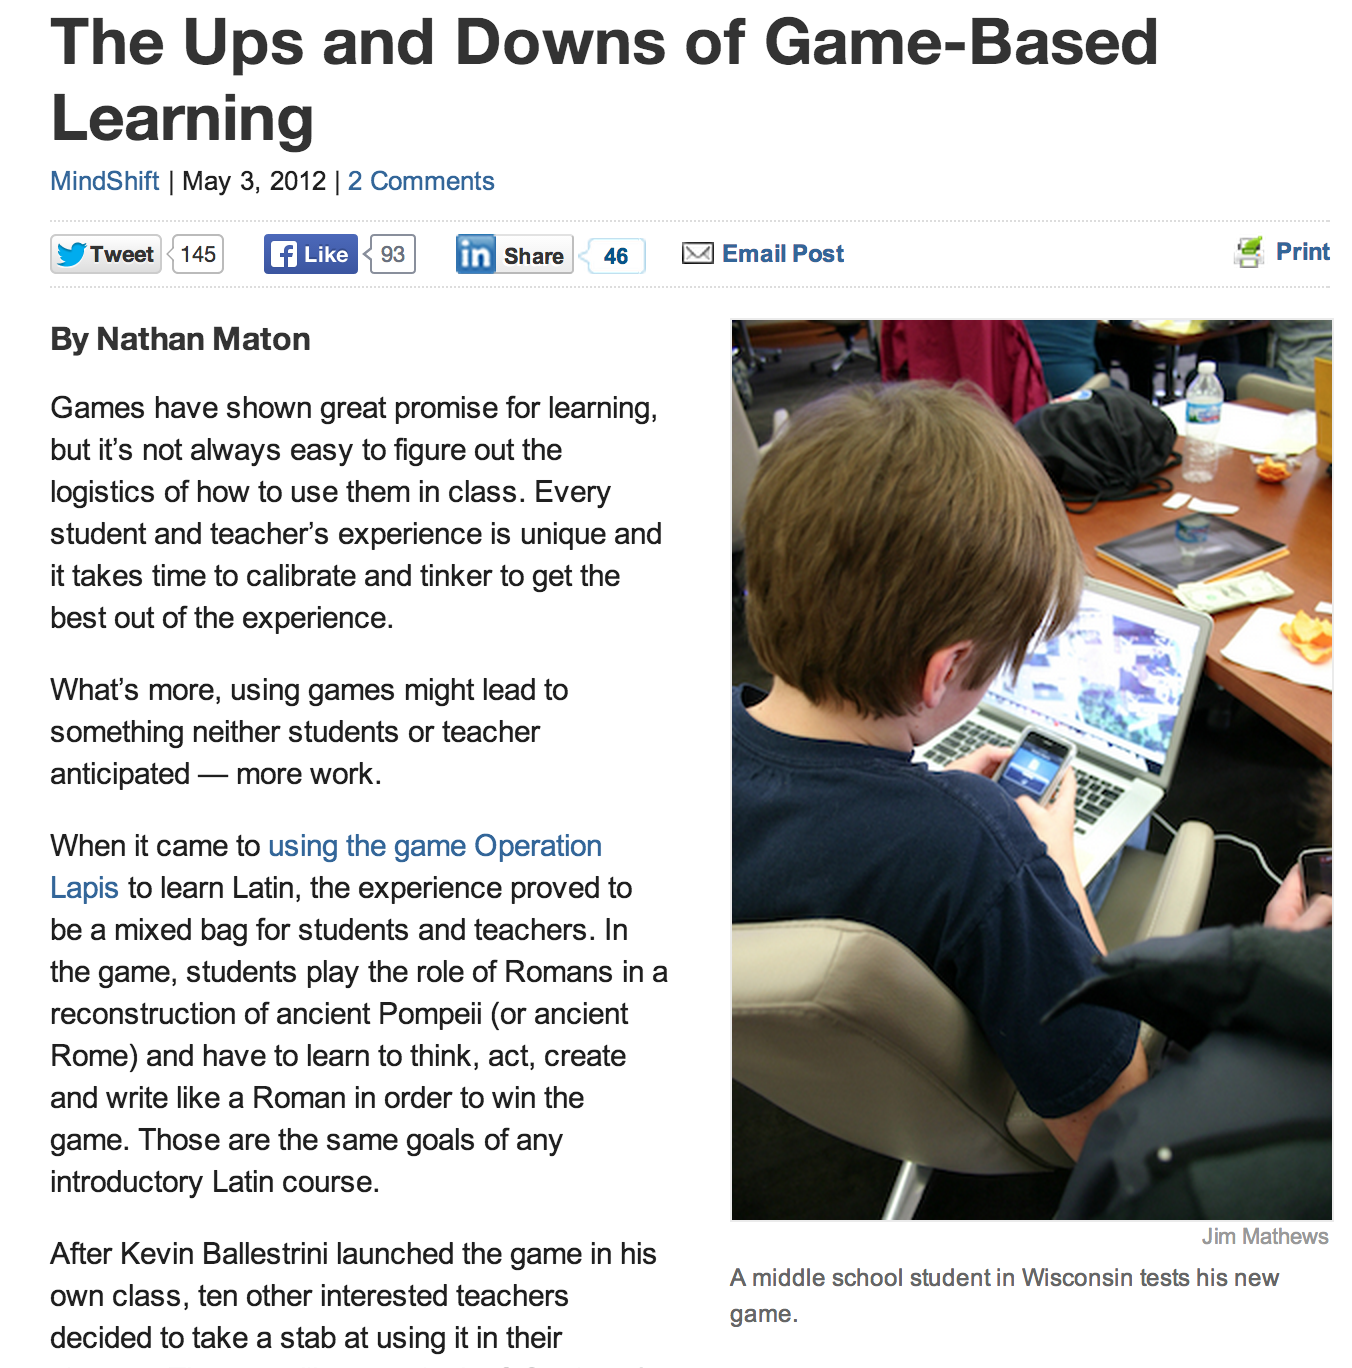 The Ups and Downs of Game-Based
Learning
MindShift | May 3, 2012 | 2 Comments
Tweet 145 Like 93 in Share 46 Email Post Print
By Nathan Maton
Games have shown great promise for learning,
but it’s not always easy to figure out the
logistics of how to use them in class. Every
student and teacher’s experience is unique and
it takes time to calibrate and tinker to get the
best out of the experience.
What’s more, using games might lead to
something neither students or teacher
anticipated — more work.
When it came to using the game Operation
Lapis to learn Latin, the experience proved to
be a mixed bag for students and teachers. In
the game, students play the role of Romans in a
reconstruction of ancient Pompeii (or ancient
Rome) and have to learn to think, act, create
and write like a Roman in order to win the
game. Those are the same goals of any
introductory Latin course.
After Kevin Ballestrini launched the game in his
own class, ten other interested teachers
decided to take a stab at using it in their
Jim Mathews
A middle school student in Wisconsin tests his new
game.